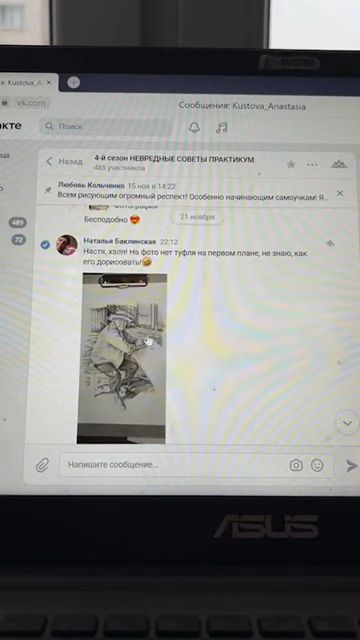 vk.com
Сообщения: Kustova_Anastasia
Поиск
Назад
4-й сезон НЕВРЕДНЫЕ СОВЕТЫ ПРАКТИКУМ
465 участников
Любовь Кольченко 15 ноя в 14:22
Всем рисующим огромный респект! Особенно начинающим самоучкам! Я...
Бесподобно
21 ноября
489
72
Наталья Баклинская 22:12
Настя, хэлп! На фото нет туфля на первом плане, не знаю, как
его дорисовать!
Напишите сообщение...
ASUS